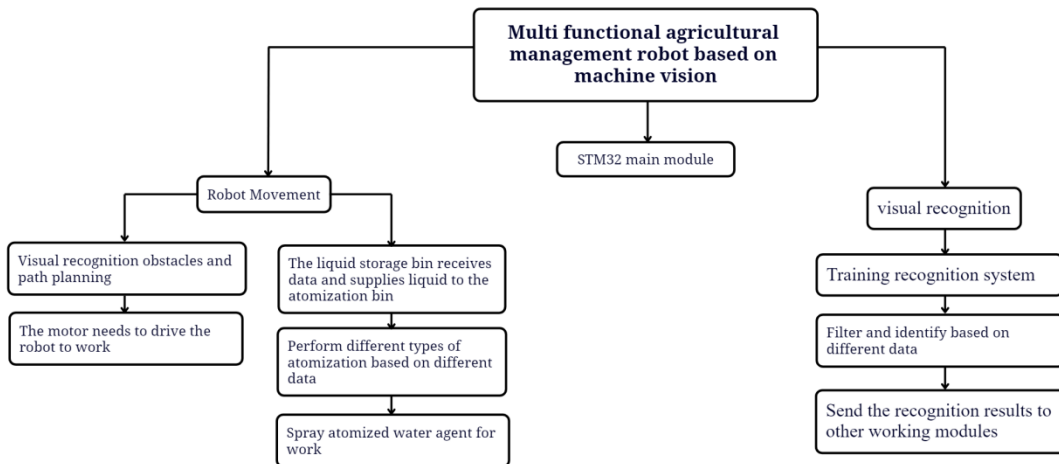 Multi functional agricultural
management robot based on
machine vision
STM32 main module
Robot Movement
visual recognition
Visual recognition obstacles and
path planning
The motor needs to drive the
robot to work
The liquid storage bin receives
data and supplies liquid to the
atomization bin
Perform different types of
atomization based on different
data
Spray atomized water agent for
work
Training recognition system
Filter and identify based on
different data
Send the recognition results to
other working modules